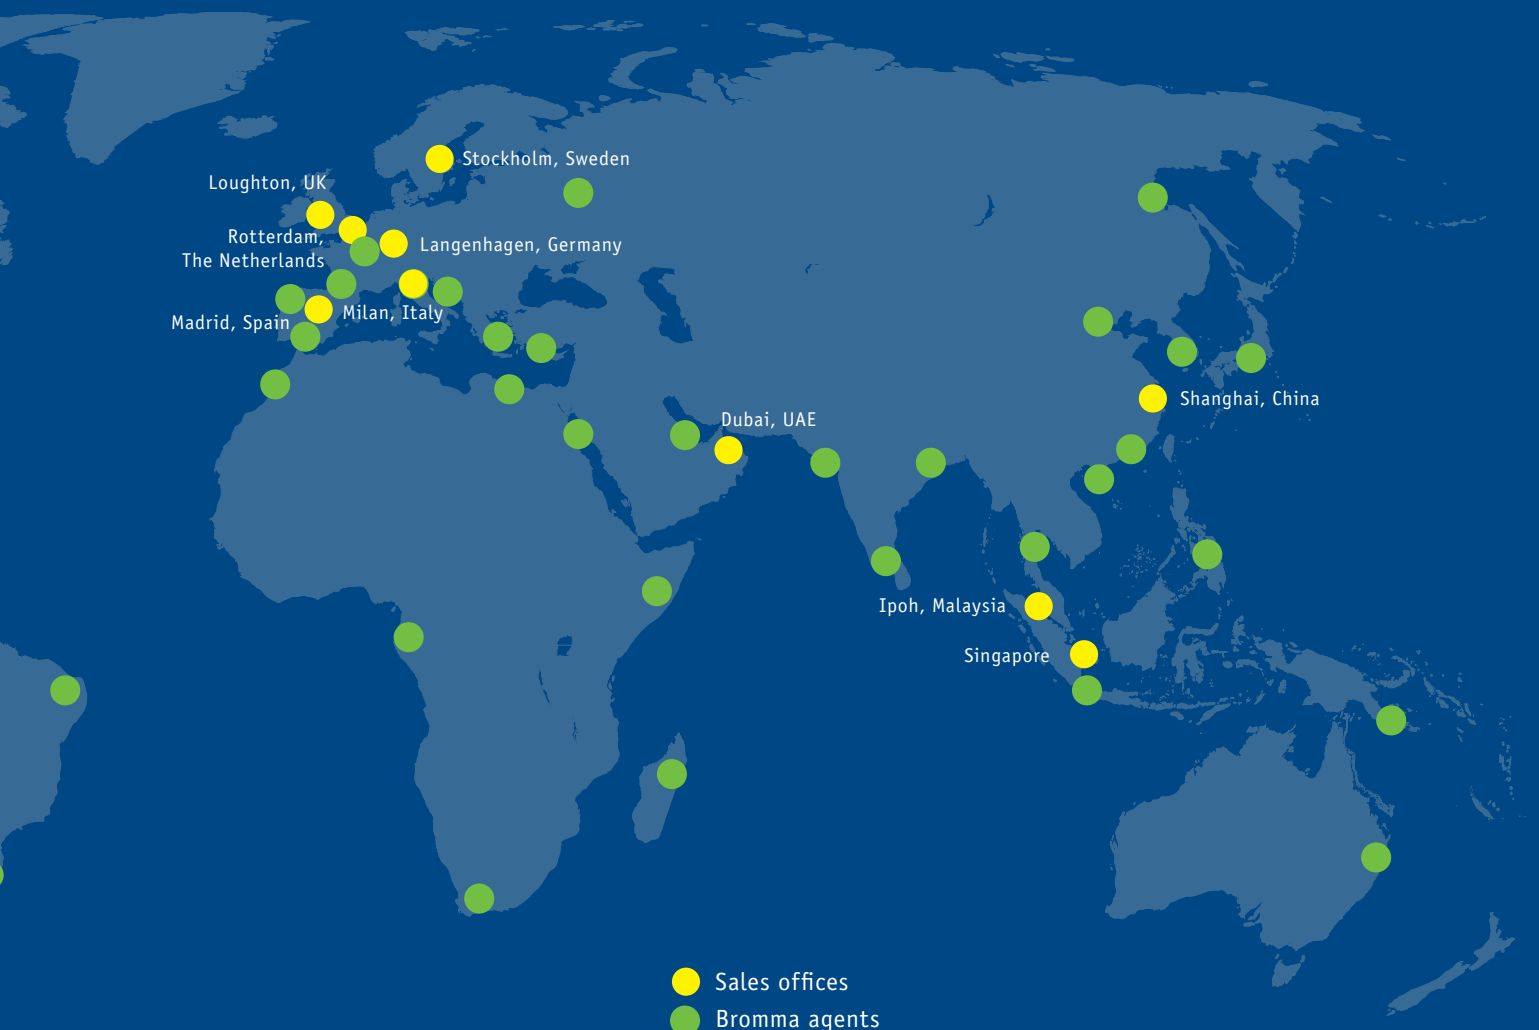 Stockholm, Sweden
Loughton, UK
Rotterdam,
The Netherlands
Langenhagen, Germany
Madrid, Spain
Milan, Italy
Shanghai, China
Dubai, UAE
Ipoh, Malaysia
Singapore
Sales offices
Bromma agents